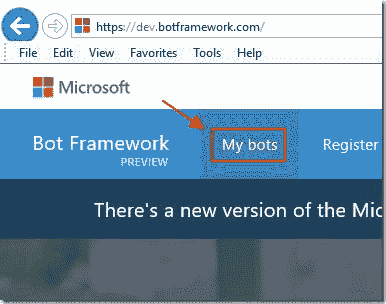 https://dev.botframework.com/
File Edit View Favorites Tools Help
Microsoft
Bot Framework My bots Register
PREVIEW
There's a new version of the Mic